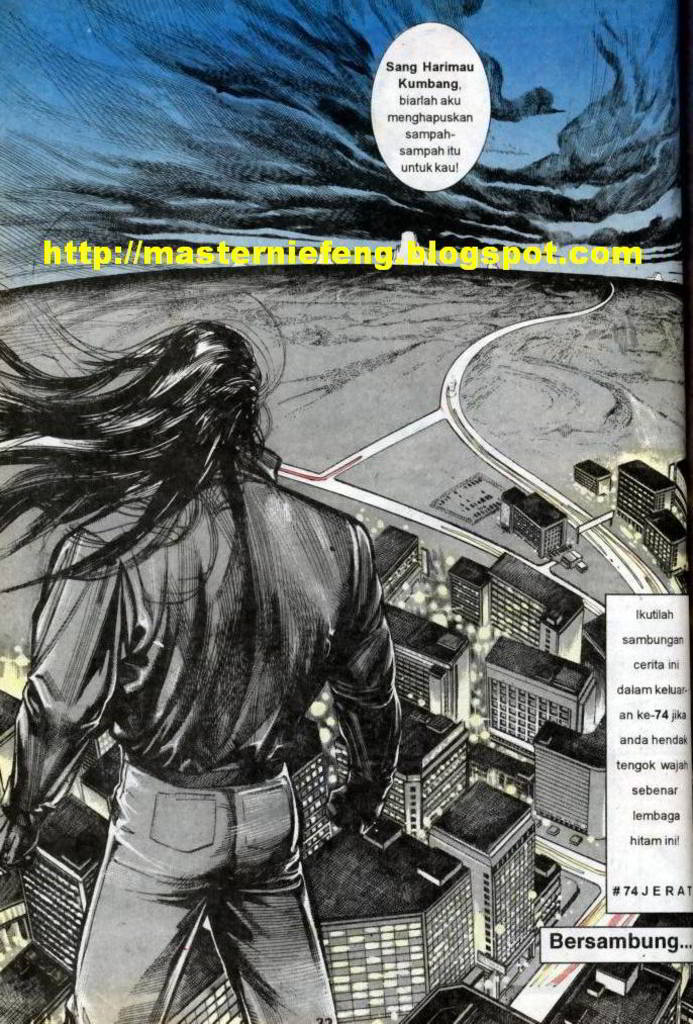 Sang Harimau
Kumbang,
biarlah aku
menghapuskan
sampah-
sampah itu
untuk kau!
http://masterniefeng.blogspot.com
Ikutilah
sambungan
cerita ini
dalam keluar-
an ke-74 jika
anda hendak
tengok wajah
sebenar
lembaga
hitam ini!
#74 JERAT
Bersambung...
32